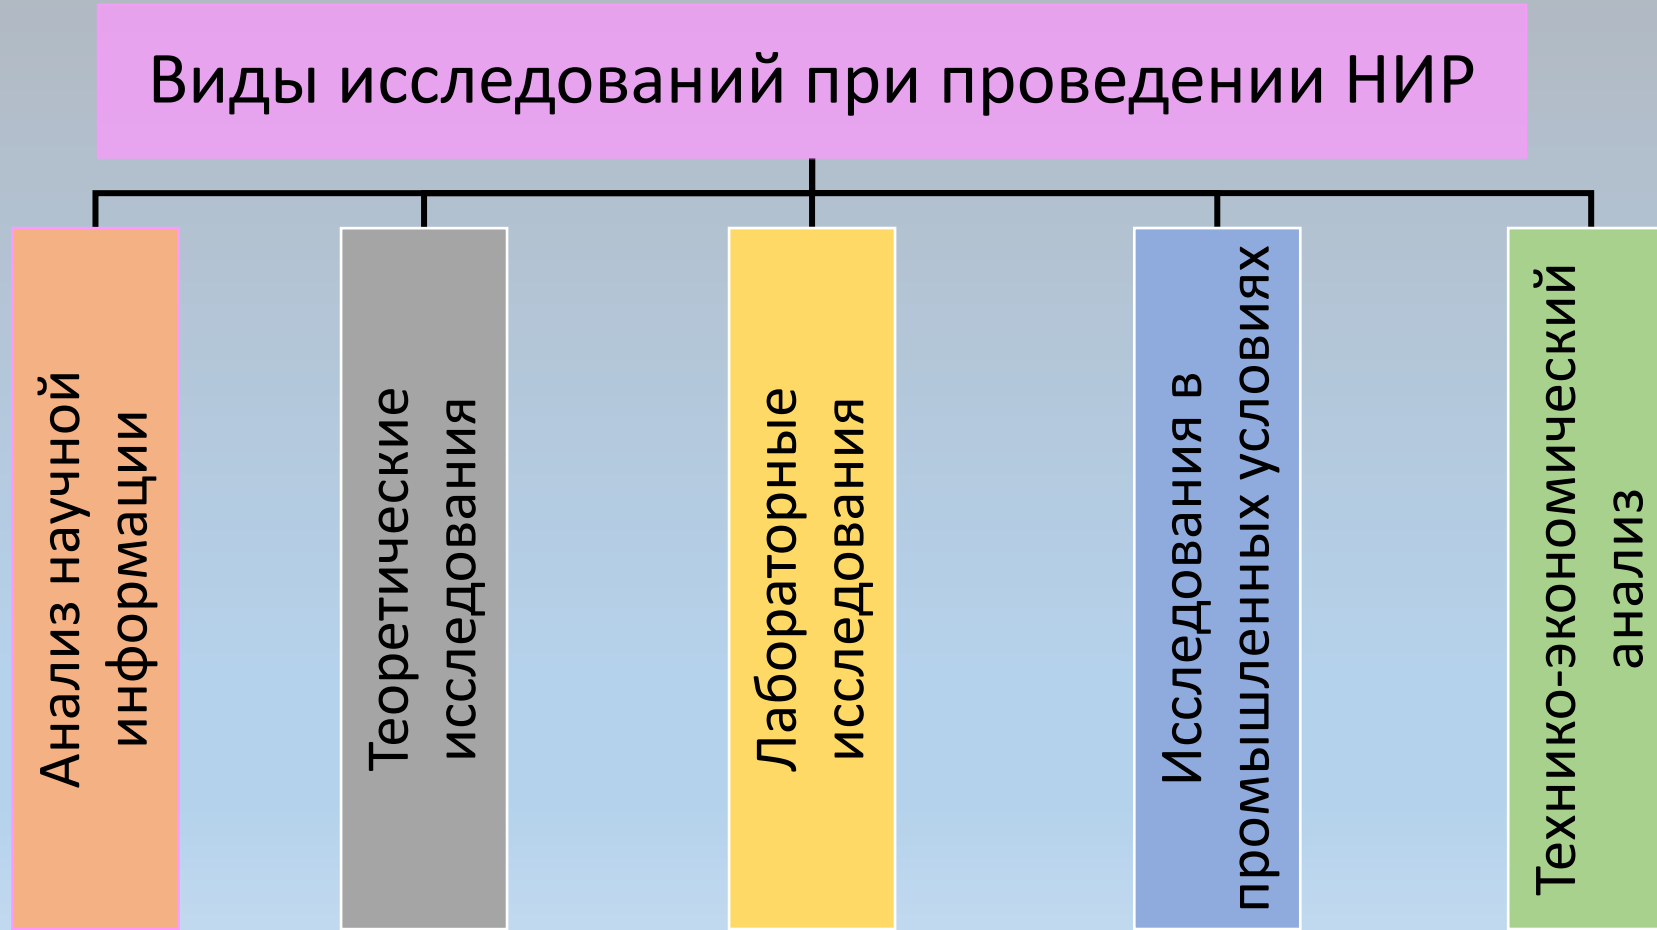 Виды исследований при проведении НИР
Анализ научной
информации
Теоретические
исследования
Лабораторные
исследования
Исследования в
промышленных условиях
Технико-экономический
анализ